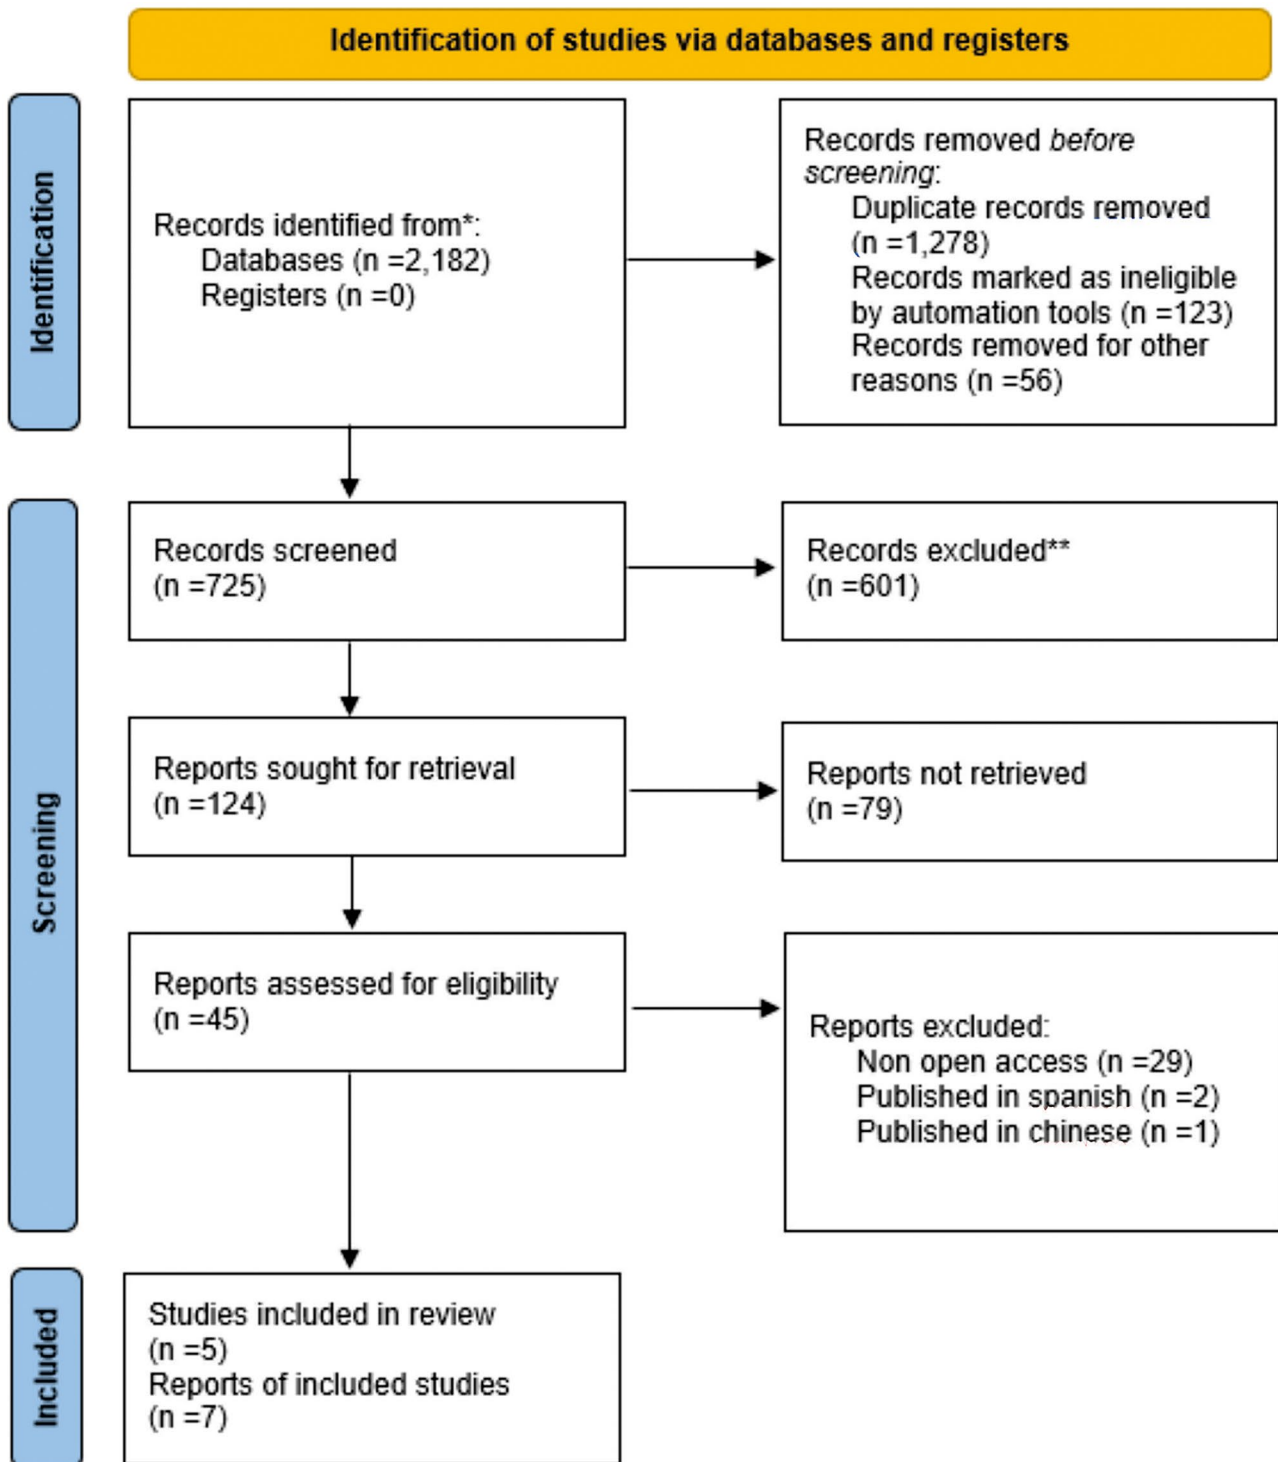 Identification of studies via databases and registers
Identification
Records identified from*:
Databases (n =2,182)
Registers (n =0)
Records removed before
screening:
Duplicate records removed
(n =1,278)
Records marked as ineligible
by automation tools (n =123)
Records removed for other
reasons (n =56)
Screening
Records screened
(n =725)
Records excluded**
(n =601)
Reports sought for retrieval
(n =124)
Reports not retrieved
(n =79)
Reports assessed for eligibility
(n =45)
Reports excluded:
Non open access (n =29)
Published in spanish (n =2)
Published in chinese (n =1)
Included
Studies included in review
(n =5)
Reports of included studies
(n =7)